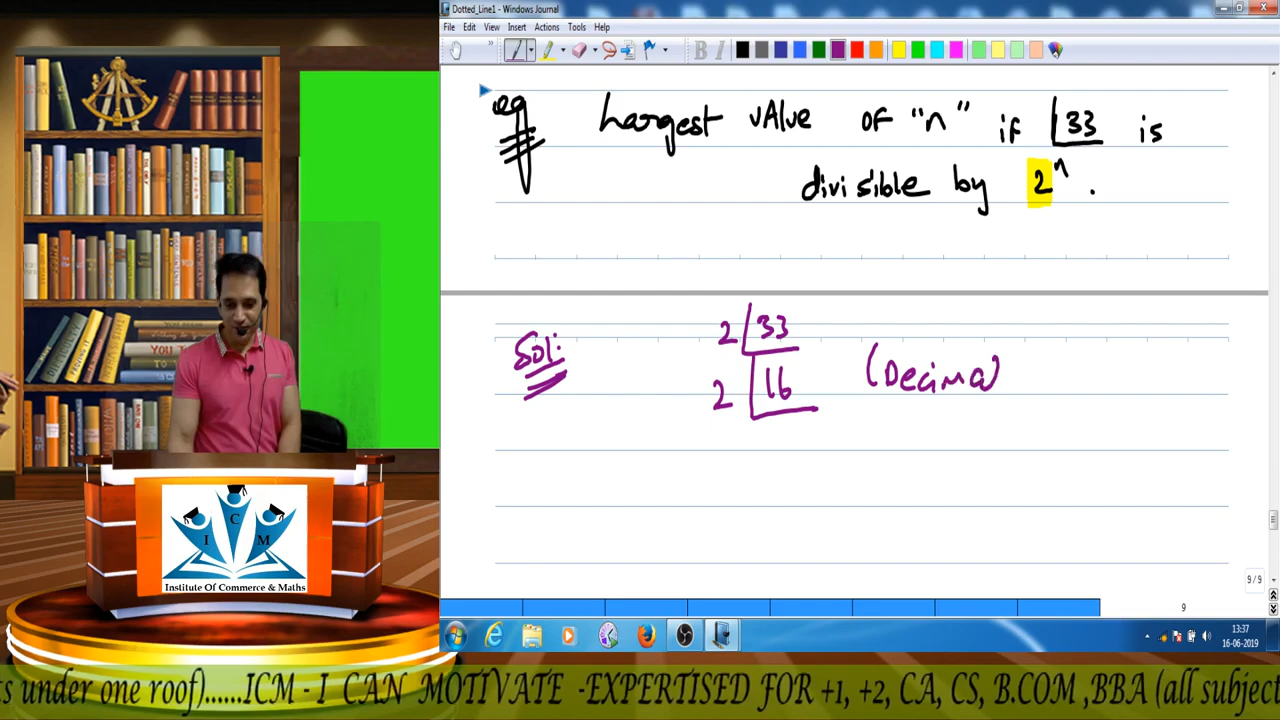 Dotted_Line1 - Windows Journal
File Edit View Insert Actions Tools Help
B I
eg Largest vAlue OF "n" if |33 is
divisible by 2^n .
Sol:
2 |33
2 |16 (Decima)
9/9
9
I C M
Institute Of Commerce & Maths
13:37
16-06-2019
ts under one roof)......ICM - I CAN MOTIVATE -EXPERTISED FOR +1, +2, CA, CS, B.COM ,BBA (all subject